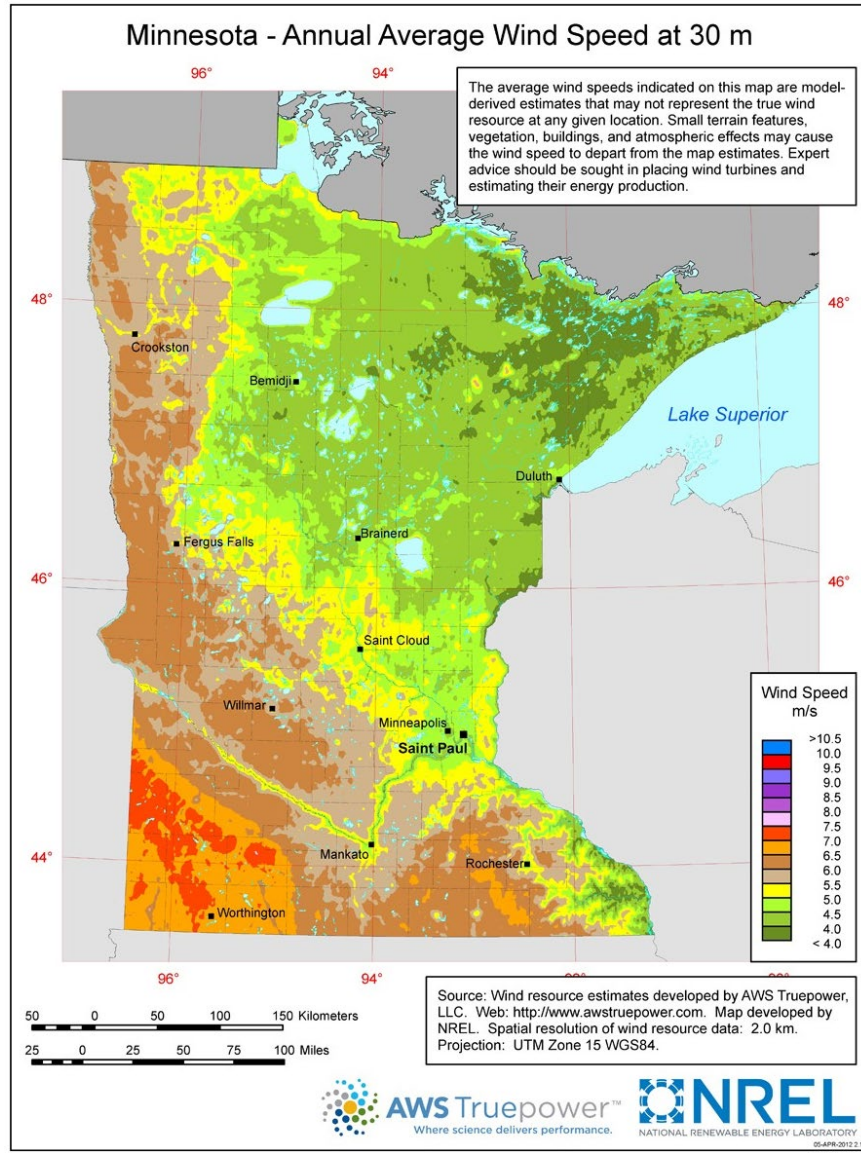 Minnesota - Annual Average Wind Speed at 30 m
96°
94°
The average wind speeds indicated on this map are model-
derived estimates that may not represent the true wind
resource at any given location. Small terrain features,
vegetation, buildings, and atmospheric effects may cause
the wind speed to depart from the map estimates. Expert
advice should be sought in placing wind turbines and
estimating their energy production.
48°
48°
Crookston
Bemidji
Lake Superior
Duluth
Fergus Falls
Brainerd
46°
46°
Saint Cloud
Willmar
Minneapolis
Saint Paul
Wind Speed
m/s
>10.5
10.0
9.5
9.0
8.5
8.0
7.5
7.0
6.5
6.0
5.5
5.0
4.5
4.0
< 4.0
44°
44°
Mankato
Rochester
Worthington
96°
94°
50 0 50 100 150 Kilometers
25 0 25 50 75 100 Miles
Source: Wind resource estimates developed by AWS Truepower,
LLC. Web: http://www.awstruepower.com. Map developed by
NREL. Spatial resolution of wind resource data: 2.0 km.
Projection: UTM Zone 15 WGS84.
AWS Truepower™
Where science delivers performance.
NREL
NATIONAL RENEWABLE ENERGY LABORATORY